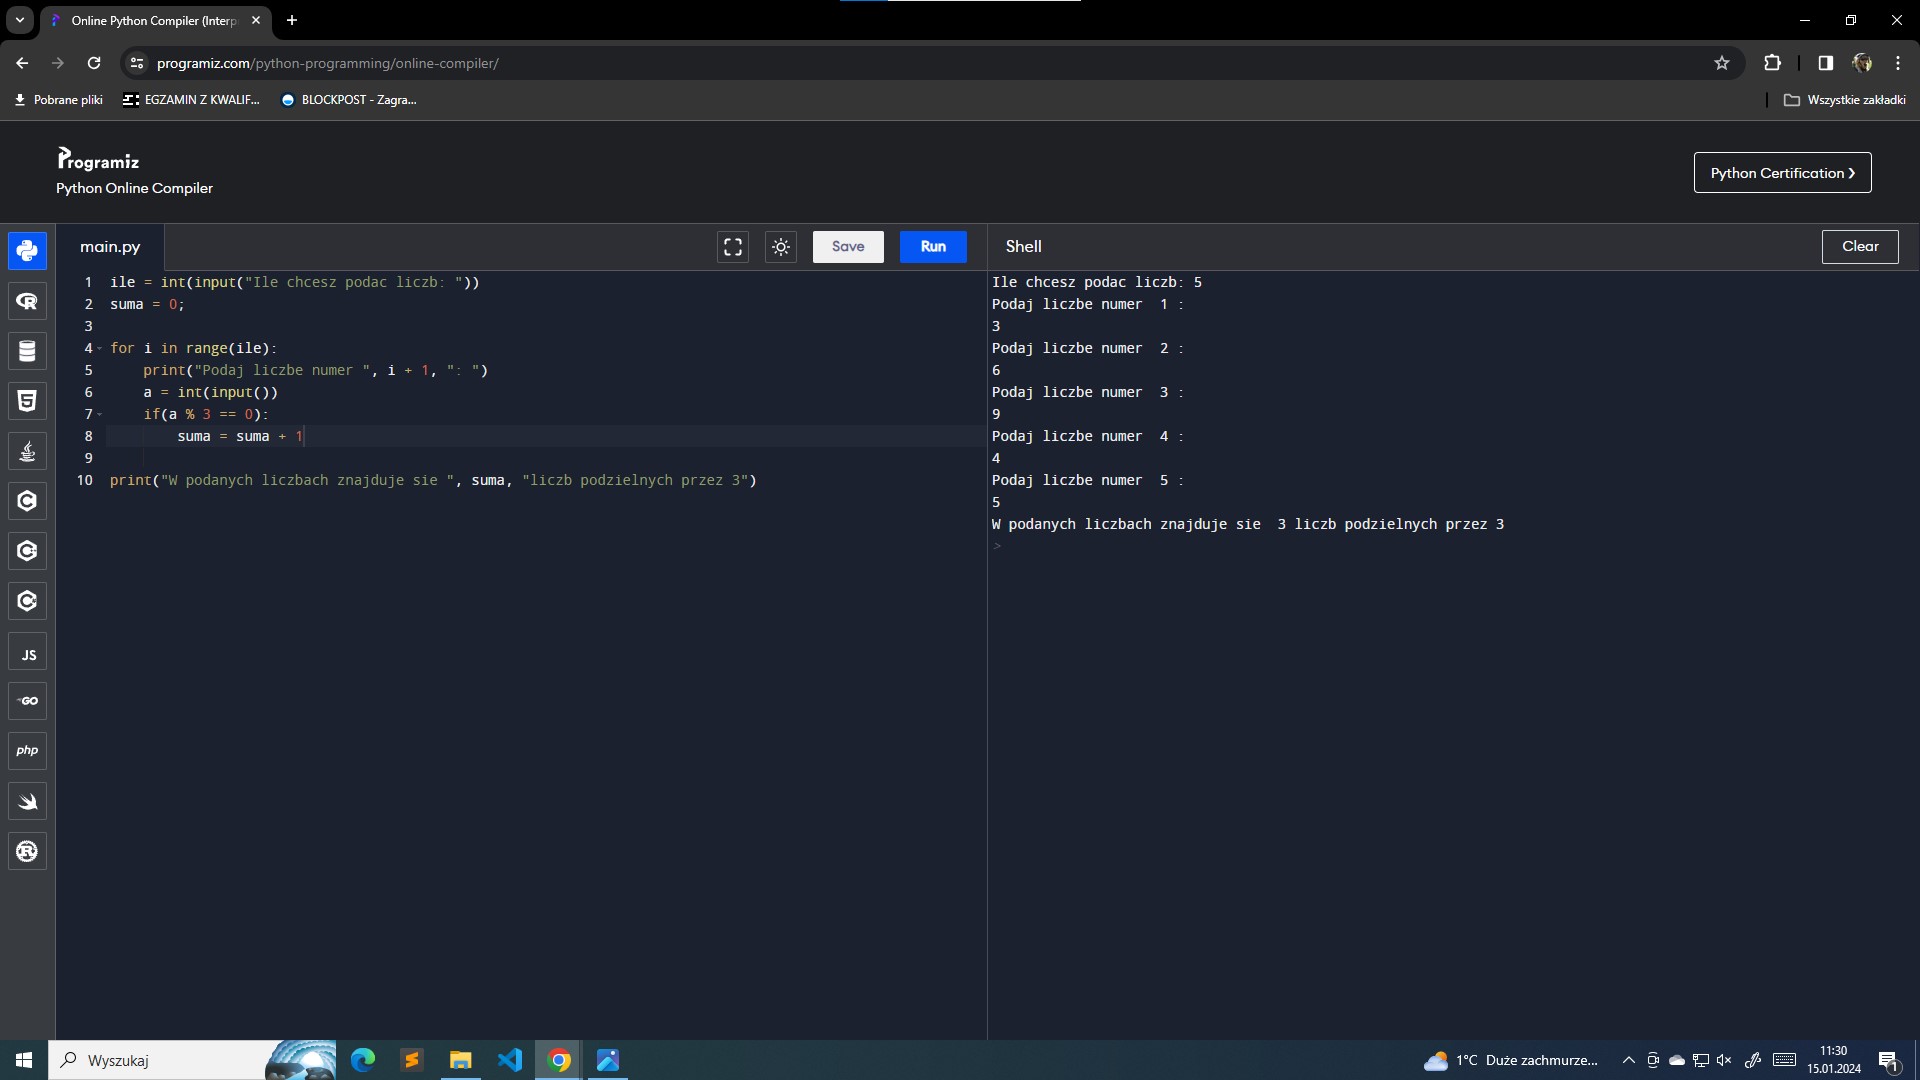 Online Python Compiler (Interp
programiz.com/python-programming/online-compiler/
Pobrane pliki
EGZAMIN Z KWALIF...
BLOCKPOST - Zagra...
Wszystkie zakładki
Programiz
Python Online Compiler
Python Certification ❯
main.py
Save
Run
Shell
Clear
1 ile = int(input("Ile chcesz podac liczb: "))
2 suma = 0;
3
4 for i in range(ile):
5     print("Podaj liczbe numer ", i + 1, ": ")
6     a = int(input())
7     if(a % 3 == 0):
8         suma = suma + 1
9
10 print("W podanych liczbach znajduje sie ", suma, "liczb podzielnych przez 3")
Ile chcesz podac liczb: 5
Podaj liczbe numer  1 :
3
Podaj liczbe numer  2 :
6
Podaj liczbe numer  3 :
9
Podaj liczbe numer  4 :
4
Podaj liczbe numer  5 :
5
W podanych liczbach znajduje sie  3 liczb podzielnych przez 3
>
R
5
C
C
C
JS
GO
php
R
Wyszukaj
1°C Duże zachmurze...
11:30
15.01.2024
1